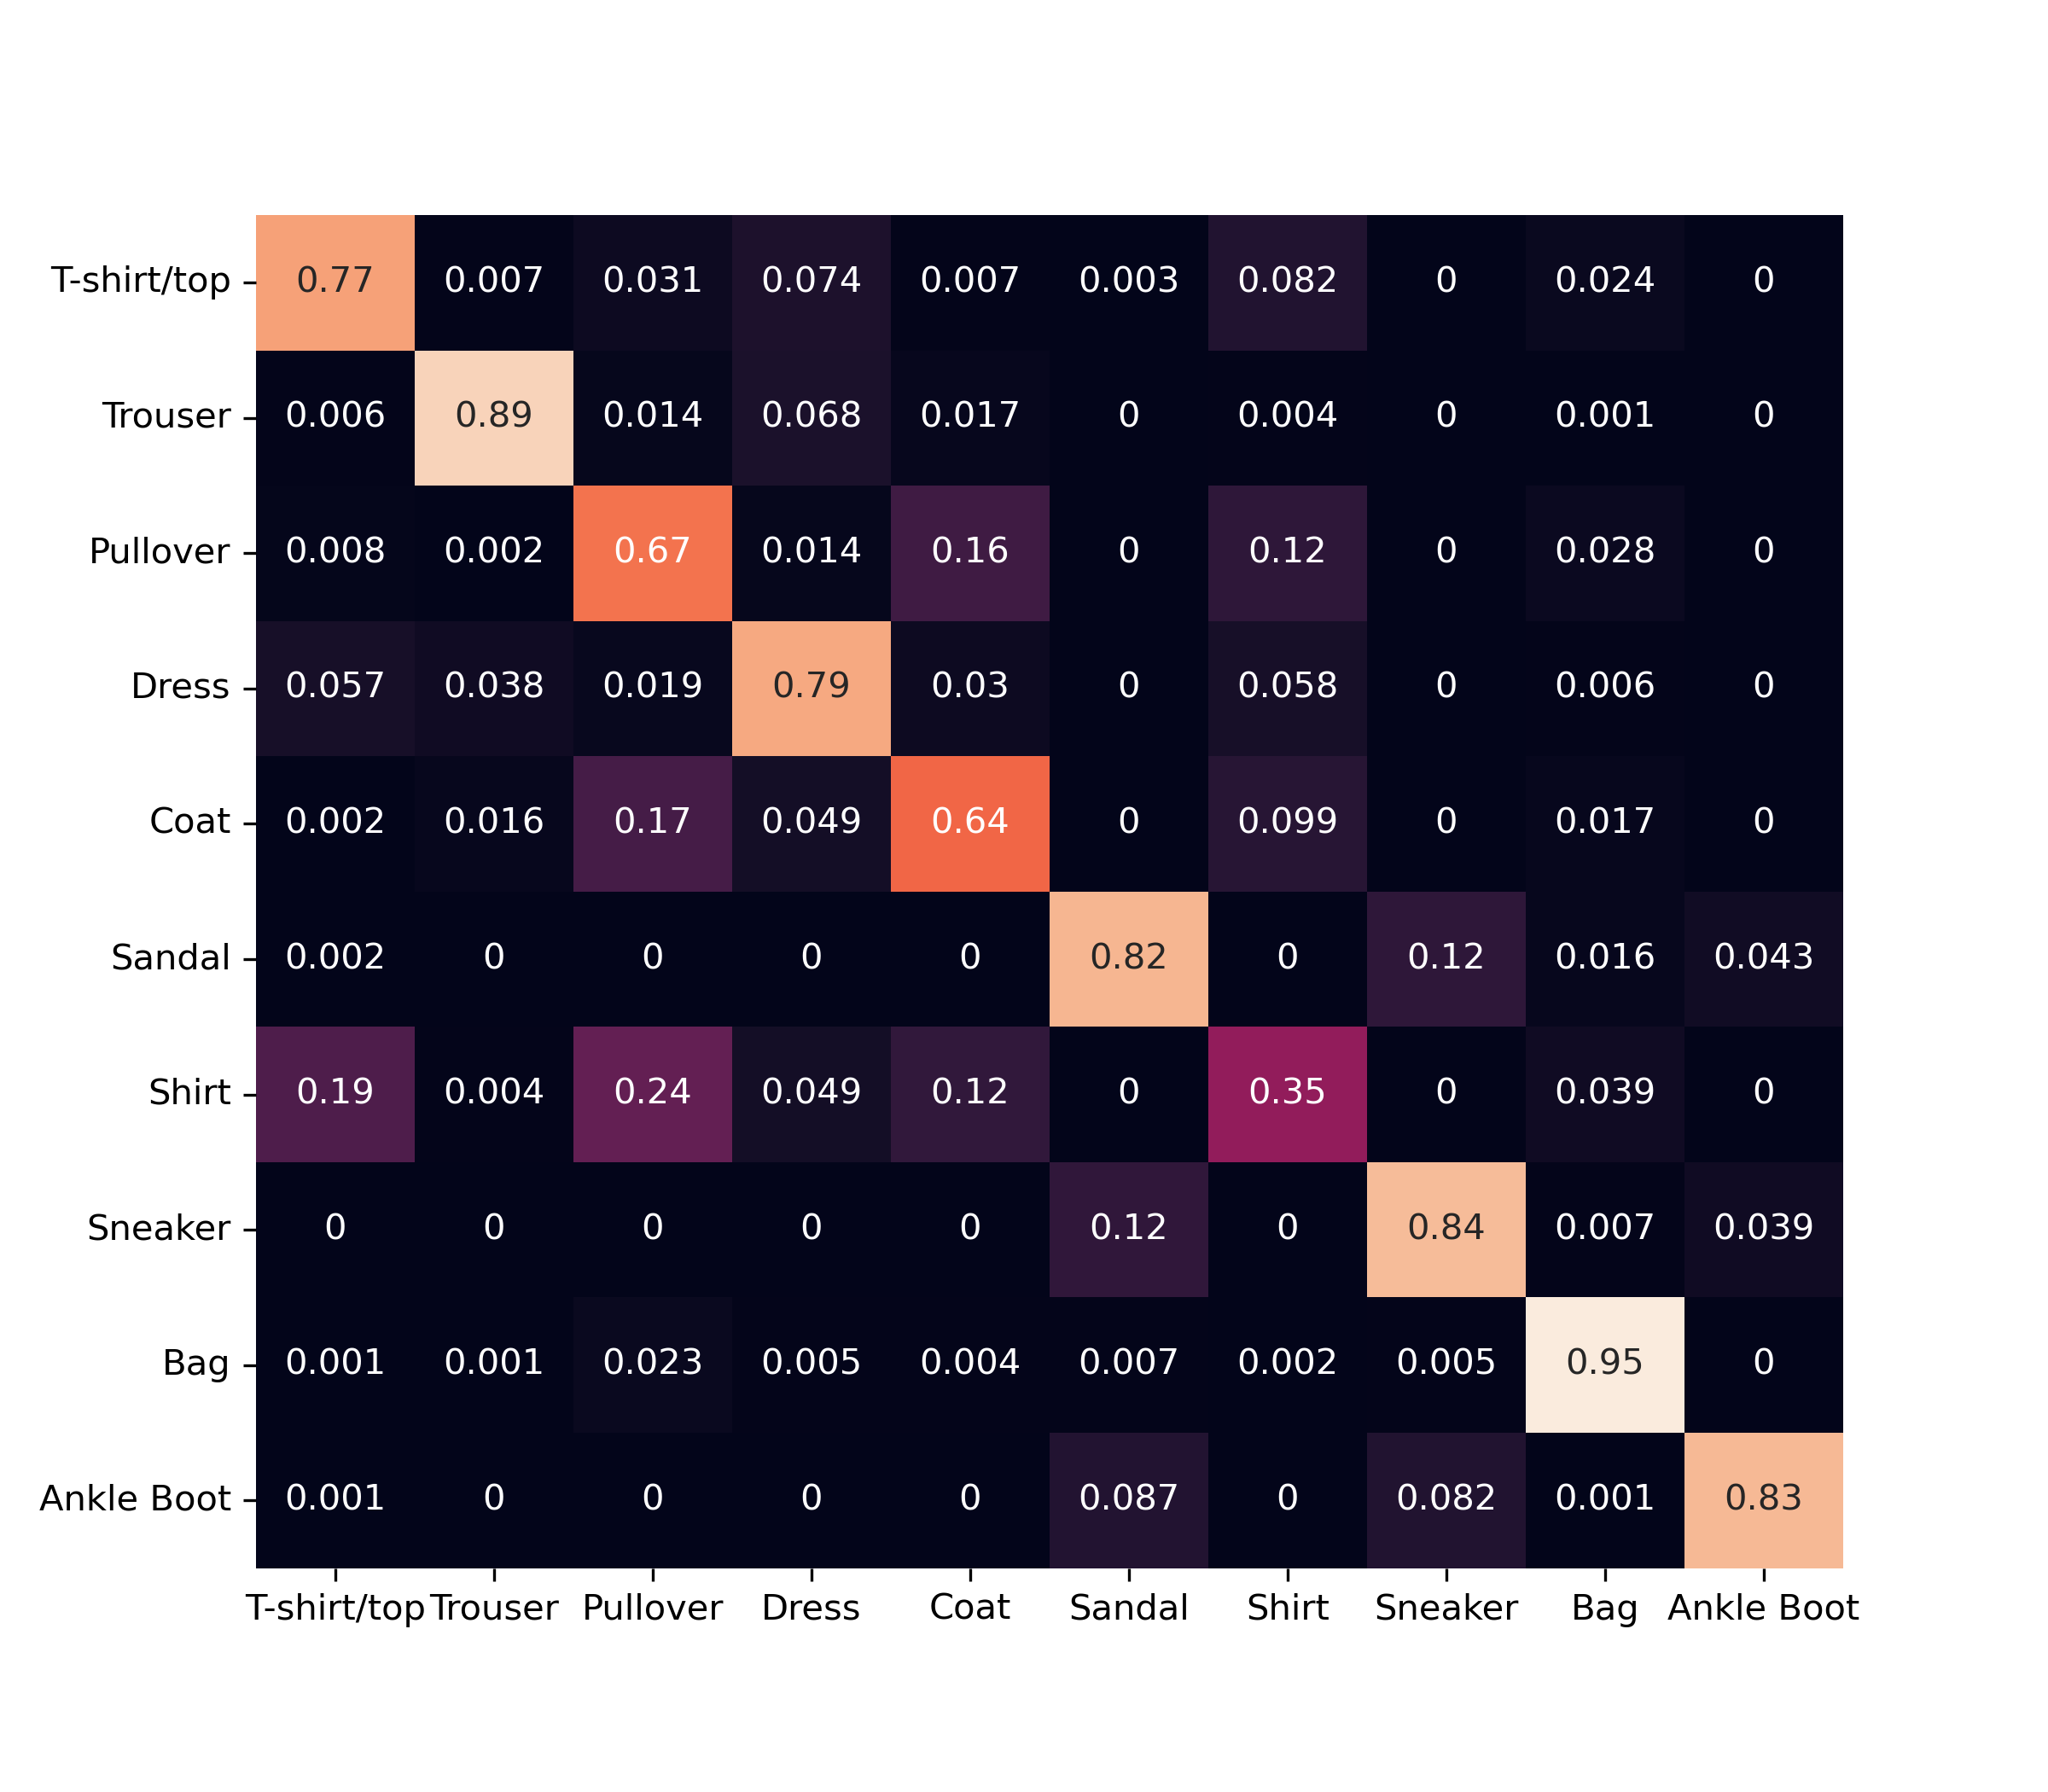 T-shirt/top 0.77 0.007 0.031 0.074 0.007 0.003 0.082 0 0.024 0
Trouser 0.006 0.89 0.014 0.068 0.017 0 0.004 0 0.001 0
Pullover 0.008 0.002 0.67 0.014 0.16 0 0.12 0 0.028 0
Dress 0.057 0.038 0.019 0.79 0.03 0 0.058 0 0.006 0
Coat 0.002 0.016 0.17 0.049 0.64 0 0.099 0 0.017 0
Sandal 0.002 0 0 0 0 0.82 0 0.12 0.016 0.043
Shirt 0.19 0.004 0.24 0.049 0.12 0 0.35 0 0.039 0
Sneaker 0 0 0 0 0 0.12 0 0.84 0.007 0.039
Bag 0.001 0.001 0.023 0.005 0.004 0.007 0.002 0.005 0.95 0
Ankle Boot 0.001 0 0 0 0 0.087 0 0.082 0.001 0.83
T-shirt/top Trouser Pullover Dress Coat Sandal Shirt Sneaker Bag Ankle Boot